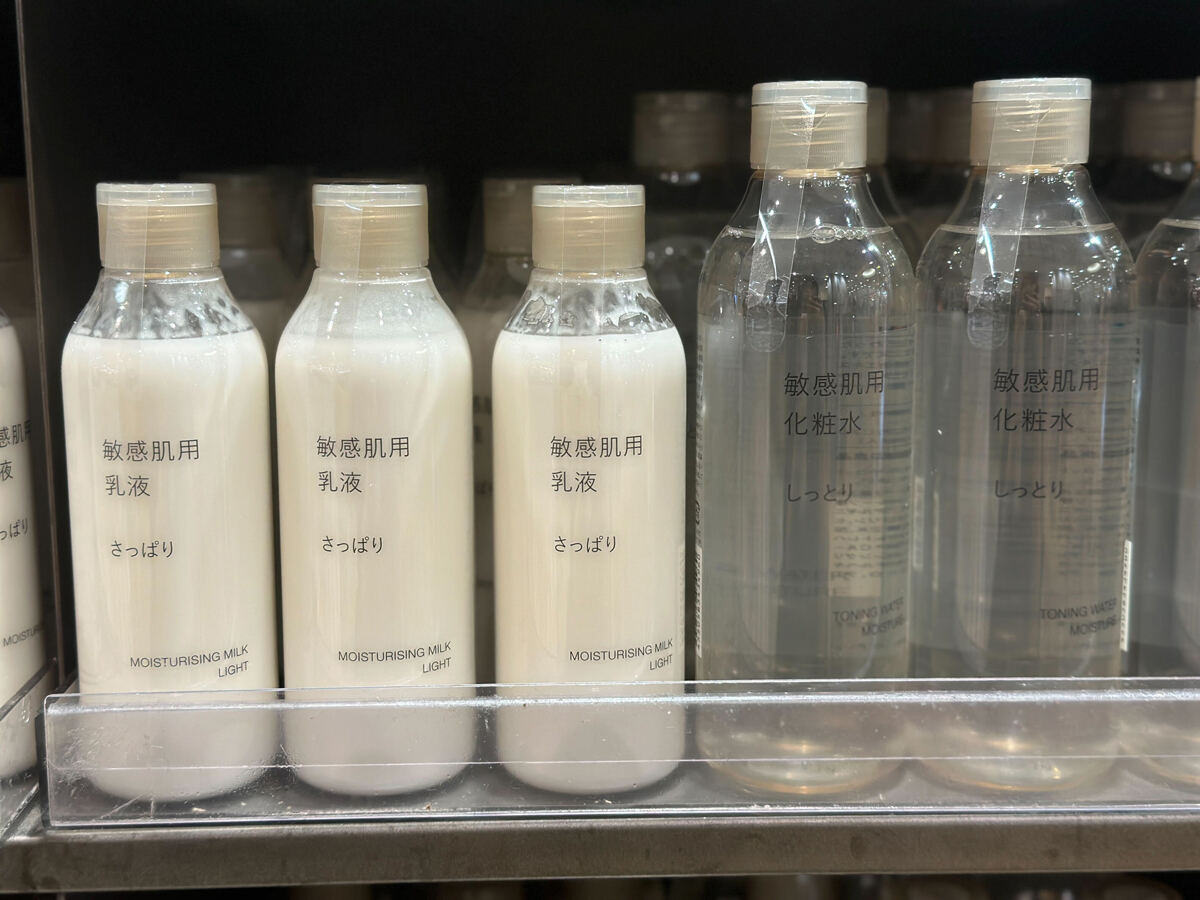 敏感肌用
乳液
さっぱり
MOISTURISING MILK
LIGHT
敏感肌用
乳液
さっぱり
MOISTURISING MILK
LIGHT
敏感肌用
乳液
さっぱり
MOISTURISING MILK
LIGHT
敏感肌用
化粧水
しっとり
TONING WATER
MOISTURE
敏感肌用
化粧水
しっとり
TONING WATER
MOISTURE